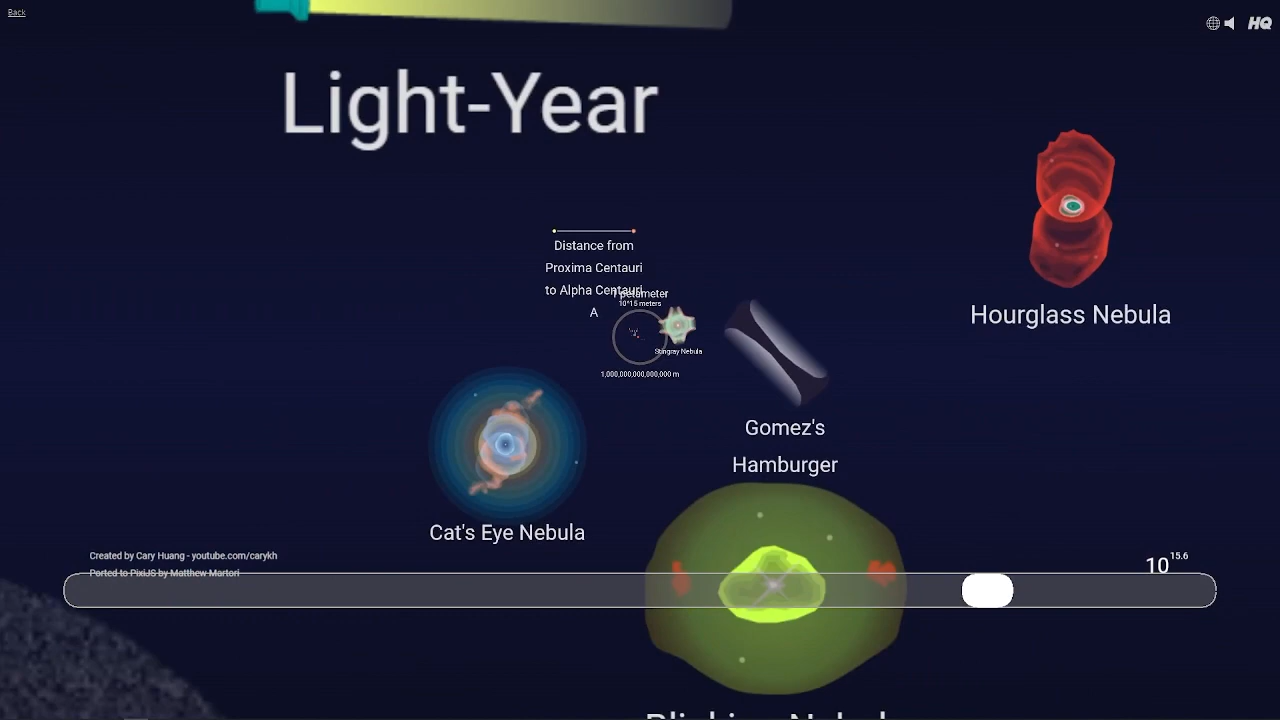 Back
HQ
Light-Year
Distance from
Proxima Centauri
to Alpha Centauri
A
petameter
10^15 meters
Stingray Nebula
1,000,000,000,000,000 m
Hourglass Nebula
Gomez's
Hamburger
Cat's Eye Nebula
Created by Cary Huang - youtube.com/carykh
Ported to PixiJS by Matthew Martori
10^15.6